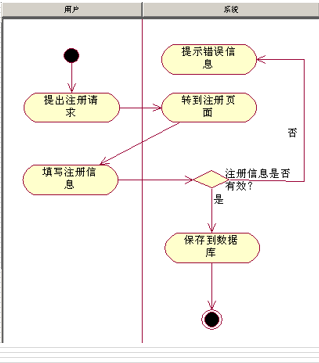 用户
系统
提示错误信
息
提出注册请
求
转到注册页
面
否
填写注册信
息
注册信息是否
有效?
是
保存到数据
库